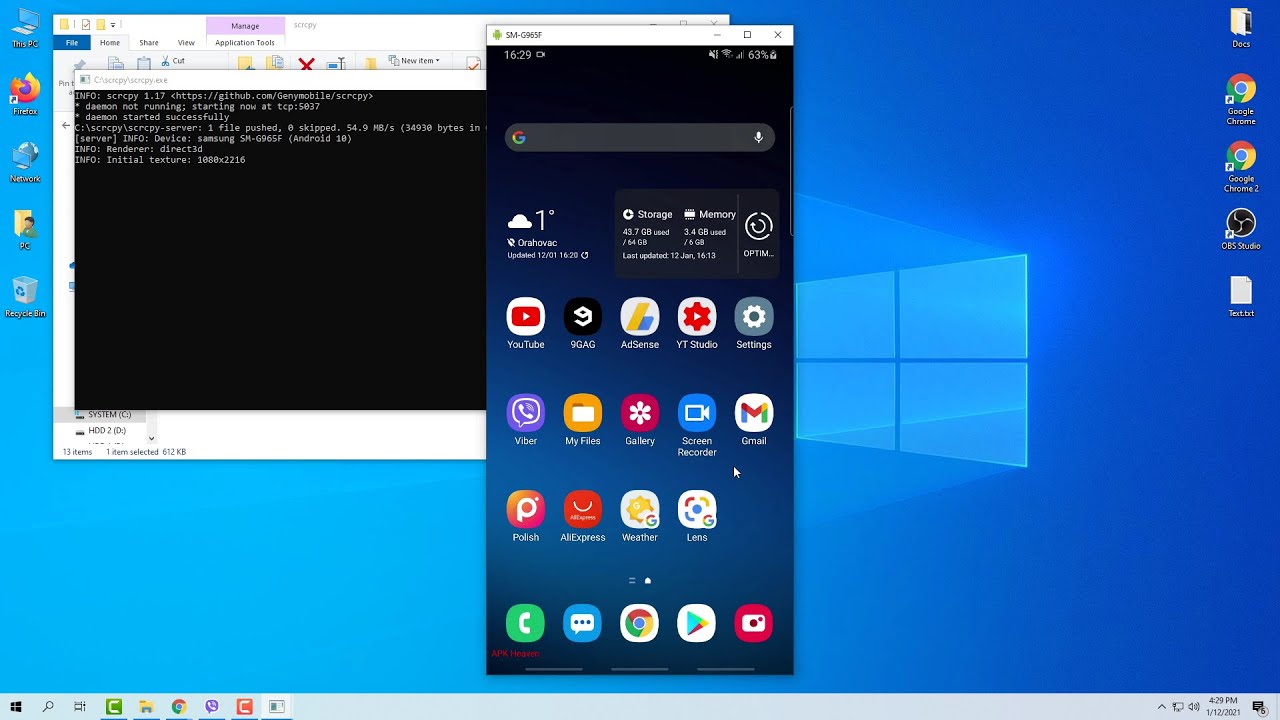 This PC
Firefox
Network
PC
Recycle Bin
Manage
scrcpy
File
Home
Share
View
Application Tools
Cut
New item
Pin t
C:\scrcpy\scrcpy.exe
INFO: scrcpy 1.17 <https://github.com/Genymobile/scrcpy>
* daemon not running; starting now at tcp:5037
* daemon started successfully
C:\scrcpy\scrcpy-server: 1 file pushed, 0 skipped. 54.9 MB/s (34930 bytes in
[server] INFO: Device: samsung SM-G965F (Android 10)
INFO: Renderer: direct3d
INFO: Initial texture: 1080x2216
SYSTEM (C:)
HDD 2 (D:)
13 items
1 item selected 612 KB
SM-G965F
16:29
63%
1°
Orahovac
Updated 12/01 16:20
Storage
Memory
43.7 GB used
/ 64 GB
3.4 GB used
/ 6 GB
Last updated: 12 Jan, 16:13
OPTIM...
YouTube
9GAG
AdSense
YT Studio
Settings
Viber
My Files
Gallery
Screen
Recorder
Gmail
AliExpress
Polish
AliExpress
Weather
Lens
APK Heaven
Docs
Google
Chrome
Google
Chrome 2
OBS Studio
Text.txt
4:29 PM
1/12/2021
6